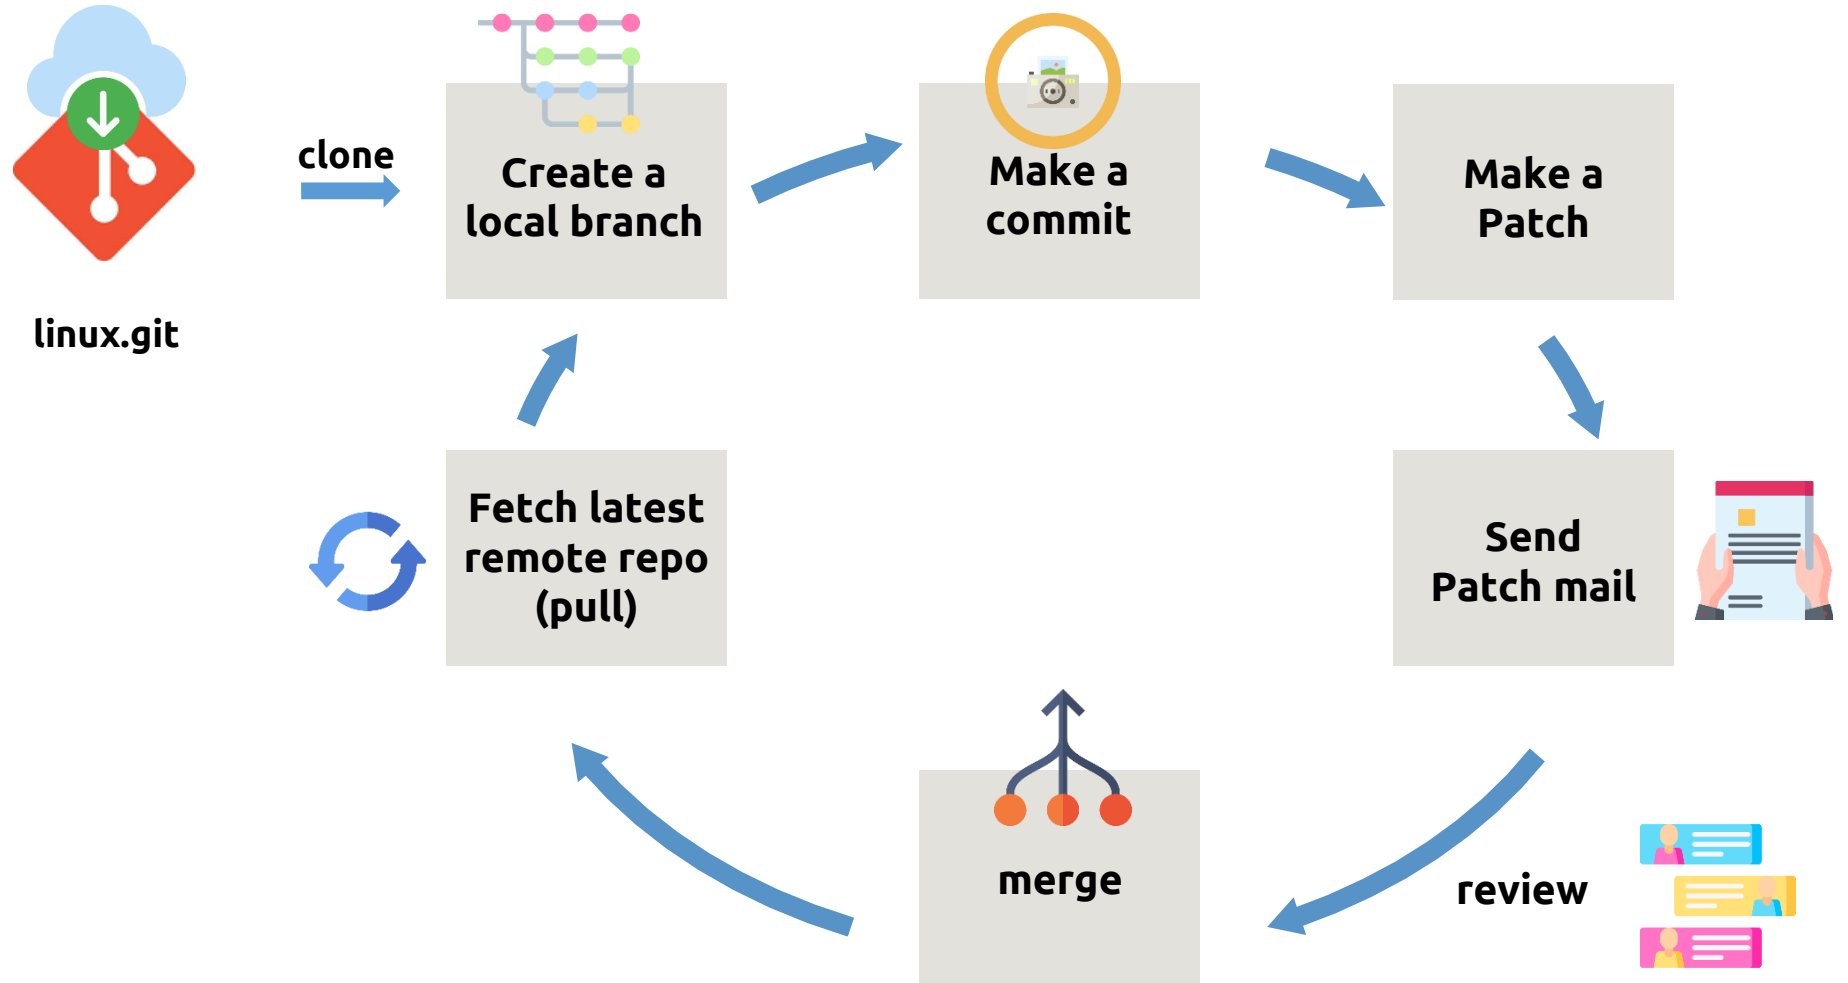 linux.git
clone
Create a
local branch
Make a
commit
Make a
Patch
Send
Patch mail
review
merge
Fetch latest
remote repo
(pull)